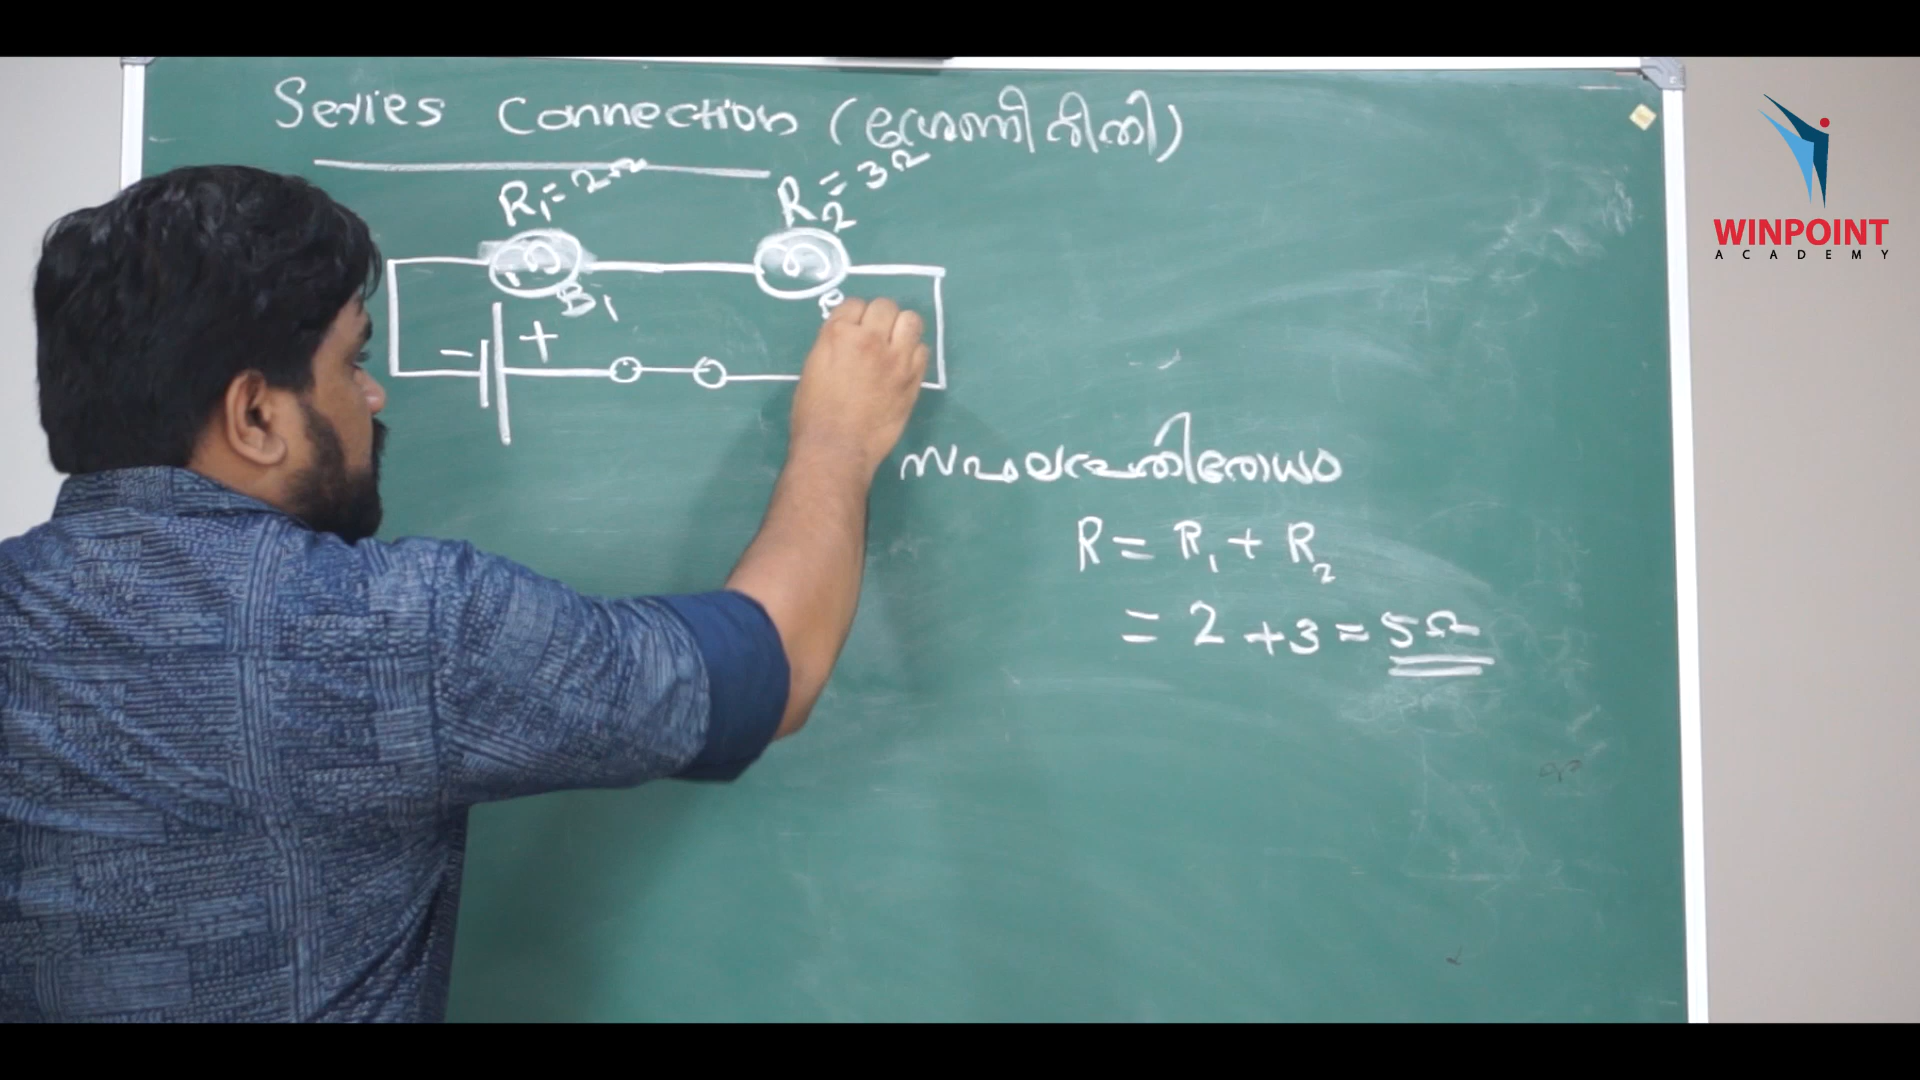 Series Connection (ശ്രേണീരീതി)
R₁ = 2Ω
R₂ = 3Ω
B₁
- +
സഫലപ്രതിരോധം
R = R₁ + R₂
= 2 + 3 = 5Ω
WINPOINT
ACADEMY